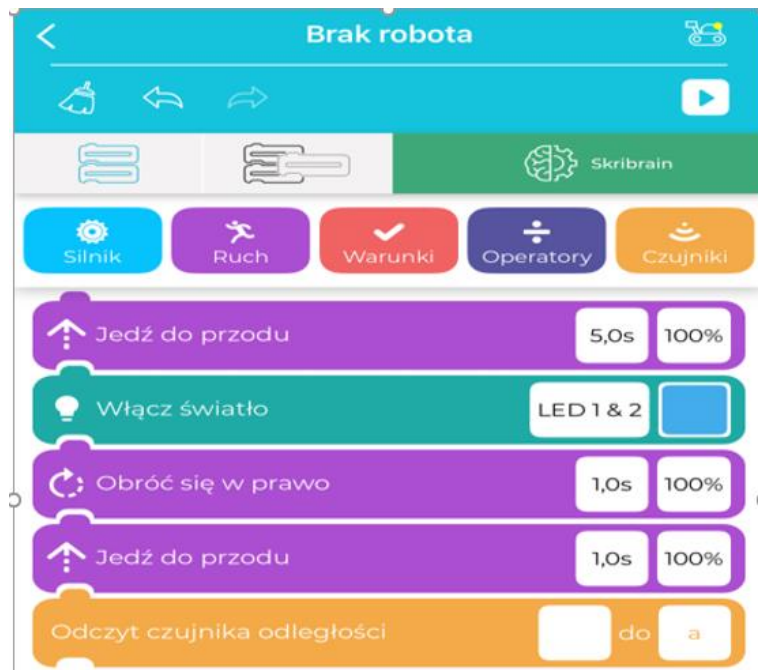 Brak robota
Skribrain
Silnik Ruch Warunki Operatory Czujniki
Jedź do przodu 5,0s 100%
Włącz światło LED 1 & 2
Obróć się w prawo 1,0s 100%
Jedź do przodu 1,0s 100%
Odczyt czujnika odległości do a